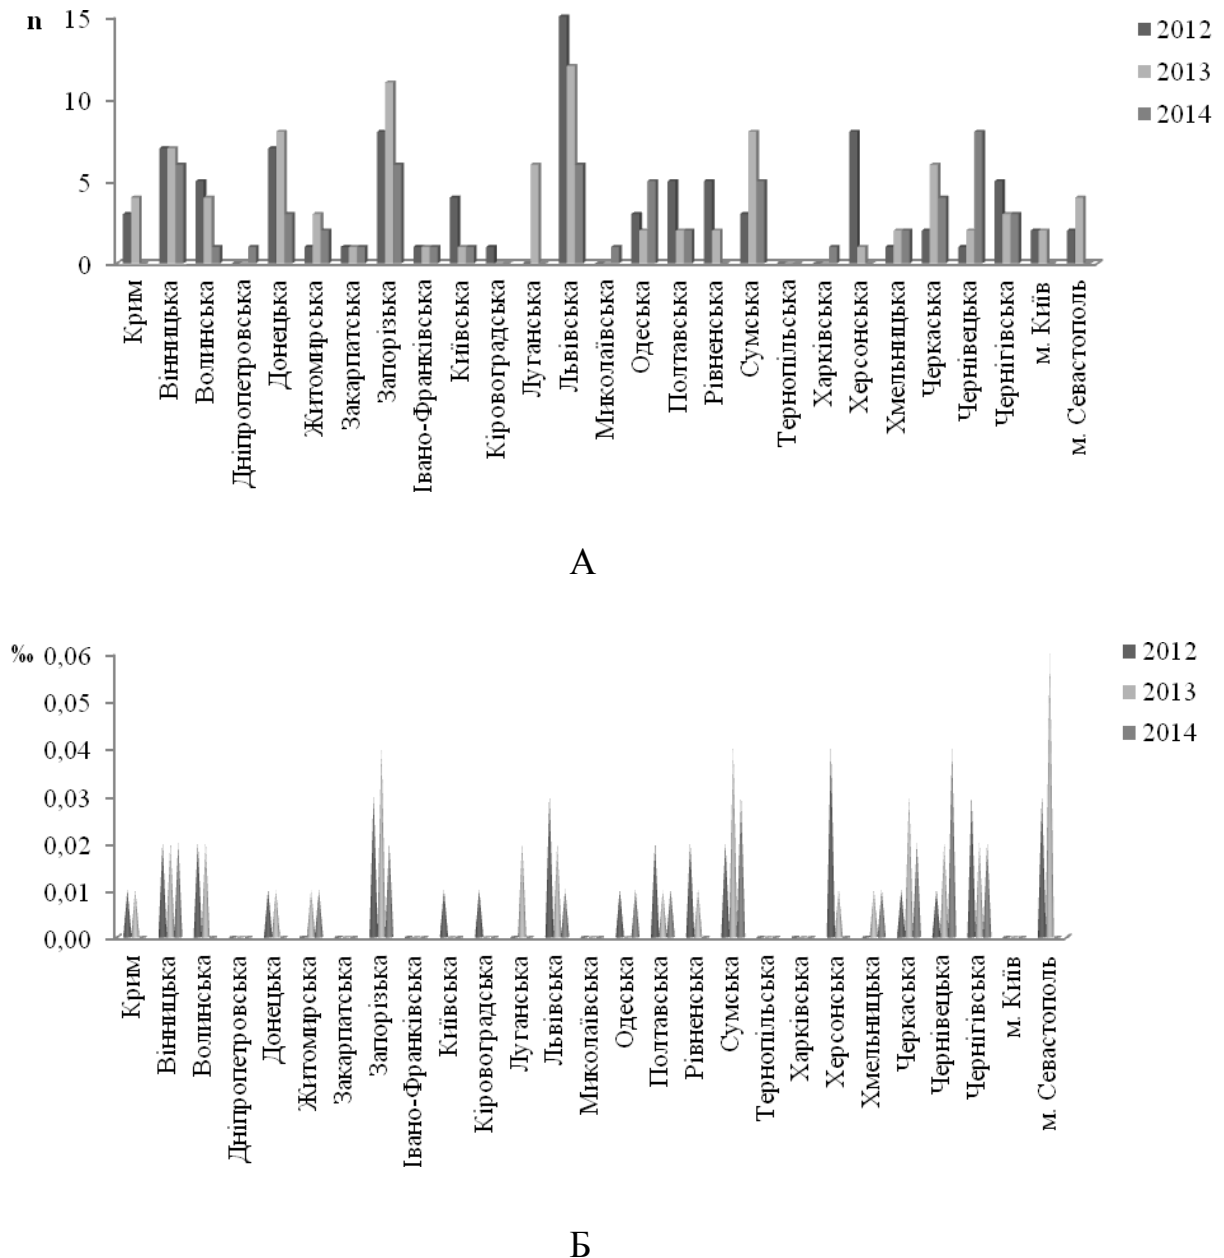 n
15
10
5
0
2012
2013
2014
Крим
Вінницька
Волинська
Дніпропетровська
Донецька
Житомирська
Закарпатська
Запорізька
Івано-Франківська
Київська
Кіровоградська
Луганська
Львівська
Миколаївська
Одеська
Полтавська
Рівненська
Сумська
Тернопільська
Харківська
Херсонська
Хмельницька
Черкаська
Чернівецька
Чернігівська
м. Київ
м. Севастополь
А
‰
0,06
0,05
0,04
0,03
0,02
0,01
0,00
2012
2013
2014
Крим
Вінницька
Волинська
Дніпропетровська
Донецька
Житомирська
Закарпатська
Запорізька
Івано-Франківська
Київська
Кіровоградська
Луганська
Львівська
Миколаївська
Одеська
Полтавська
Рівненська
Сумська
Тернопільська
Харківська
Херсонська
Хмельницька
Черкаська
Чернівецька
Чернігівська
м. Київ
м. Севастополь
Б